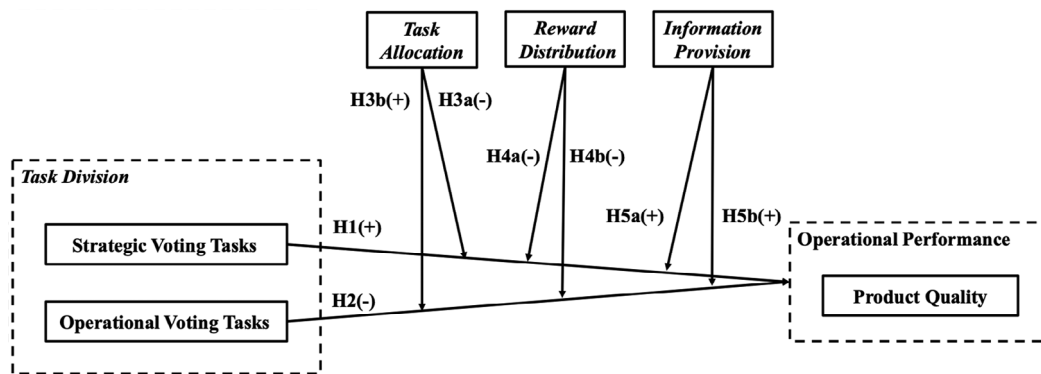 Task
Allocation
Reward
Distribution
Information
Provision
H3b(+)
H3a(-)
H4a(-)
H4b(-)
H5a(+)
H5b(+)
Task Division
Strategic Voting Tasks
H1(+)
Operational Voting Tasks
H2(-)
Operational Performance
Product Quality